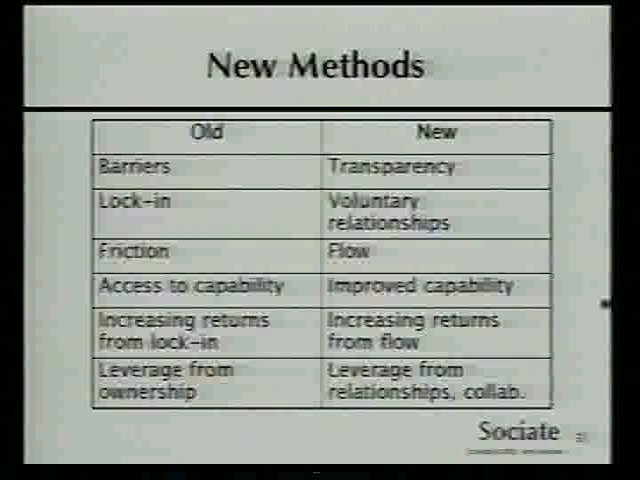 New Methods
Old New
Barriers Transparency
Lock-in Voluntary
relationships
Friction Flow
Access to capability Improved capability
Increasing returns Increasing returns
from lock-in from flow
Leverage from Leverage from
ownership relationships, collab.
Sociate